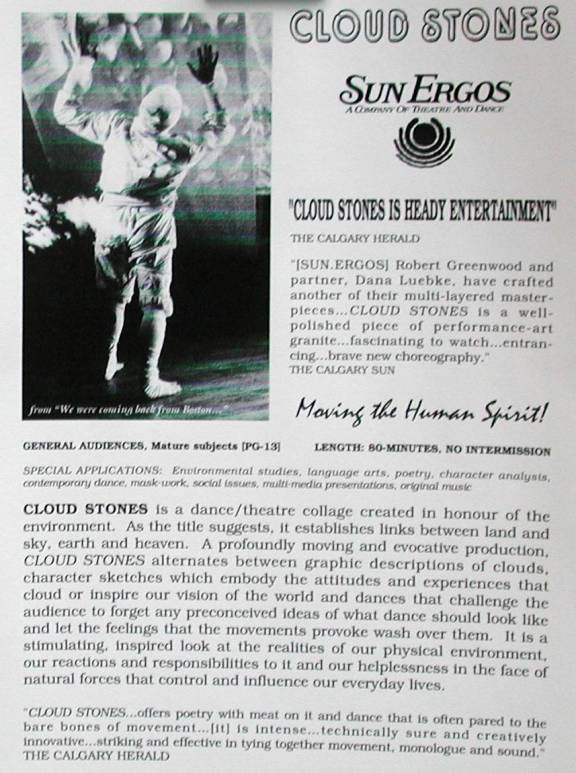 CLOUD STONES
SUN ERGOS
A COMPANY OF THEATRE AND DANCE
"CLOUD STONES IS HEADY ENTERTAINMENT"
THE CALGARY HERALD
"[SUN.ERGOS] Robert Greenwood and
partner, Dana Luebke, have crafted
another of their multi-layered master-
pieces...CLOUD STONES is a well-
polished piece of performance-art
granite...fascinating to watch...entran-
cing...brave new choreography."
THE CALGARY SUN
from "We were coming back from Boston..."
Moving the Human Spirit!
GENERAL AUDIENCES, Mature subjects [PG-13]
LENGTH: 80-MINUTES, NO INTERMISSION
SPECIAL APPLICATIONS: Environmental studies, language arts, poetry, character analysis,
contemporary dance, mask-work, social issues, multi-media presentations, original music
CLOUD STONES is a dance/theatre collage created in honour of the
environment. As the title suggests, it establishes links between land and
sky, earth and heaven. A profoundly moving and evocative production,
CLOUD STONES alternates between graphic descriptions of clouds,
character sketches which embody the attitudes and experiences that
cloud or inspire our vision of the world and dances that challenge the
audience to forget any preconceived ideas of what dance should look like
and let the feelings that the movements provoke wash over them. It is a
stimulating, inspired look at the realities of our physical environment,
our reactions and responsibilities to it and our helplessness in the face of
natural forces that control and influence our everyday lives.
"CLOUD STONES...offers poetry with meat on it and dance that is often pared to the
bare bones of movement...[it] is intense...technically sure and creatively
innovative...striking and effective in tying together movement, monologue and sound."
THE CALGARY HERALD